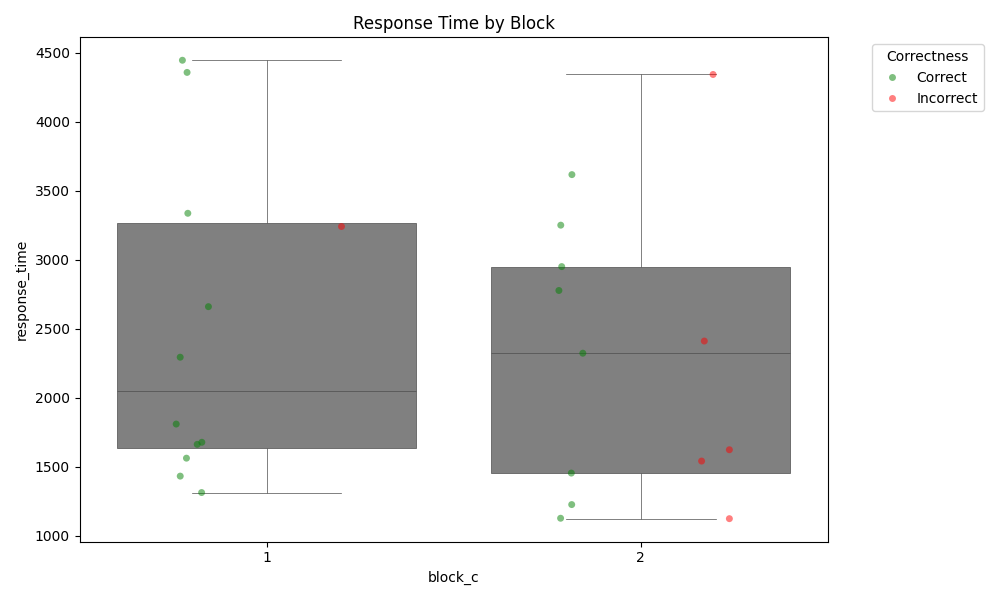 Response Time by Block
Correctness
Correct
Incorrect
response_time
4500
4000
3500
3000
2500
2000
1500
1000
1
2
block_c